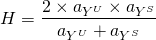 H = \frac{2 \times a_{Y^U} \times a_{Y^S}}{a_{Y^U} + a_{Y^S}}